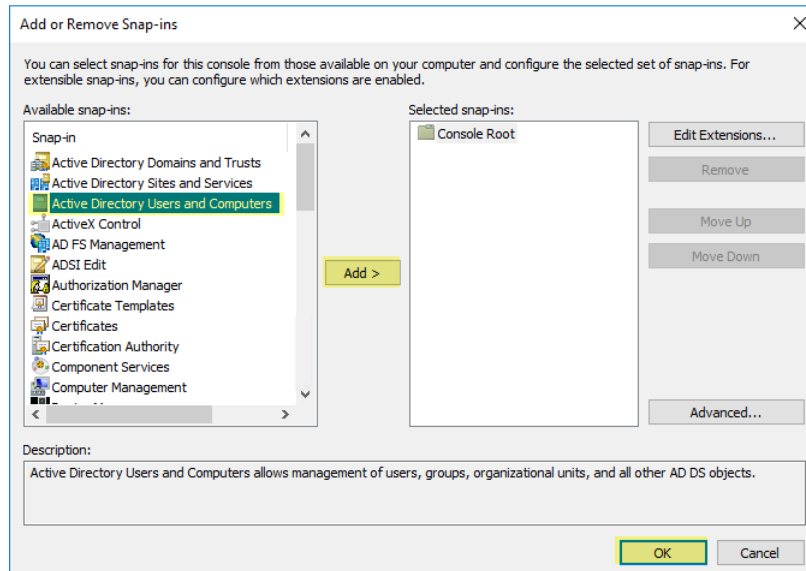 Add or Remove Snap-ins
You can select snap-ins for this console from those available on your computer and configure the selected set of snap-ins. For
extensible snap-ins, you can configure which extensions are enabled.
Available snap-ins:
Snap-in
Active Directory Domains and Trusts
Active Directory Sites and Services
Active Directory Users and Computers
ActiveX Control
AD FS Management
ADSI Edit
Authorization Manager
Certificate Templates
Certificates
Certification Authority
Component Services
Computer Management
Add >
Selected snap-ins:
Console Root
Edit Extensions...
Remove
Move Up
Move Down
Advanced...
Description:
Active Directory Users and Computers allows management of users, groups, organizational units, and all other AD DS objects.
OK
Cancel